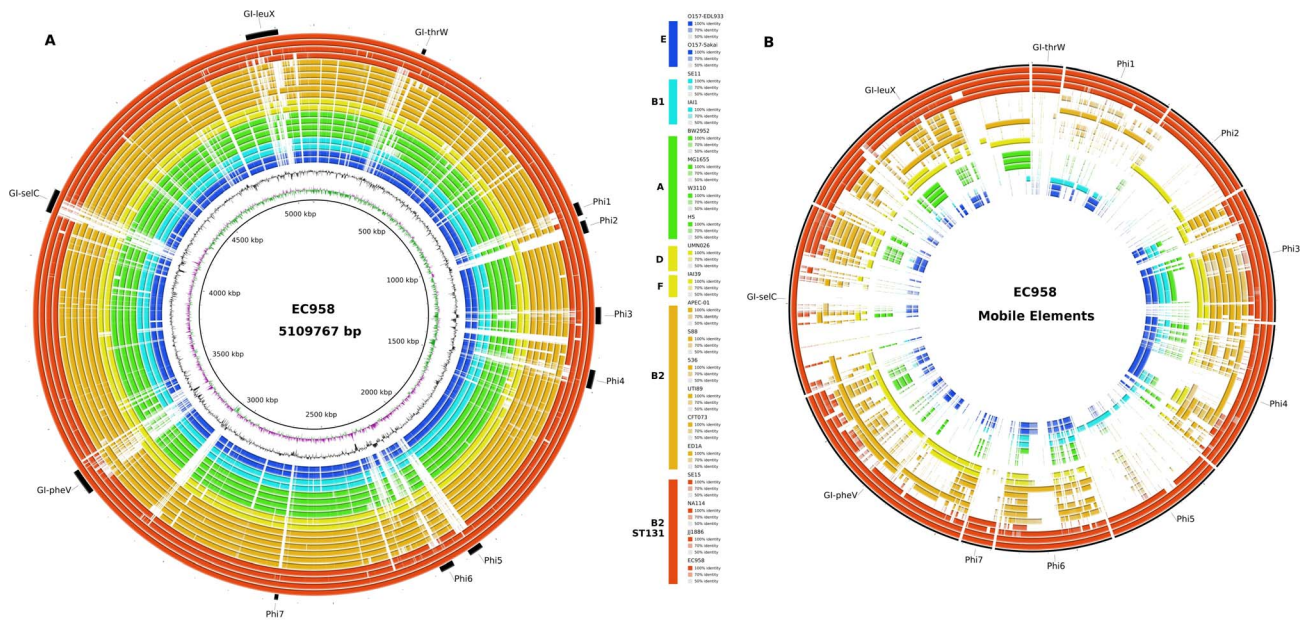 A
GI-leuX
GI-thrW
GI-selC
Phi1
Phi2
Phi3
Phi4
GI-pheV
Phi5
Phi6
Phi7
5000 kbp
500 kbp
4500 kbp
1000 kbp
4000 kbp
EC958
5109767 bp
1500 kbp
3500 kbp
2000 kbp
3000 kbp
2500 kbp
E
O157-EDL933
100% identity
70% identity
50% identity
O157-Sakai
100% identity
70% identity
50% identity
B1
SE11
100% identity
70% identity
50% identity
IAI1
100% identity
70% identity
50% identity
A
BW2952
100% identity
70% identity
50% identity
MG1655
100% identity
70% identity
50% identity
W3110
100% identity
70% identity
50% identity
HS
100% identity
70% identity
50% identity
D
UMN026
100% identity
70% identity
50% identity
F
IAI39
100% identity
70% identity
50% identity
B2
APEC-01
100% identity
70% identity
50% identity
S88
100% identity
70% identity
50% identity
536
100% identity
70% identity
50% identity
UTI89
100% identity
70% identity
50% identity
CFT073
100% identity
70% identity
50% identity
ED1A
100% identity
70% identity
50% identity
B2
ST131
SE15
100% identity
70% identity
50% identity
NA114
100% identity
70% identity
50% identity
JJ1886
100% identity
70% identity
50% identity
EC958
100% identity
70% identity
50% identity
B
GI-thrW
Phi1
GI-leuX
Phi2
Phi3
GI-selC
EC958
Mobile Elements
Phi4
GI-pheV
Phi5
Phi7
Phi6